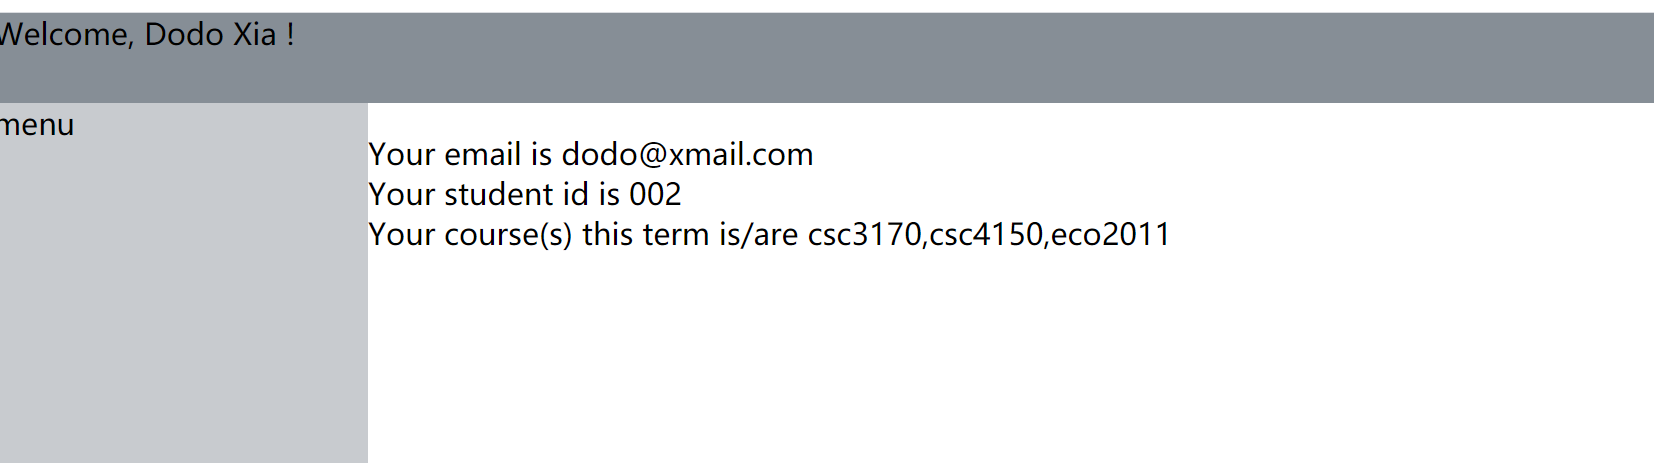 Welcome, Dodo Xia !
menu
Your email is dodo@xmail.com
Your student id is 002
Your course(s) this term is/are csc3170,csc4150,eco2011